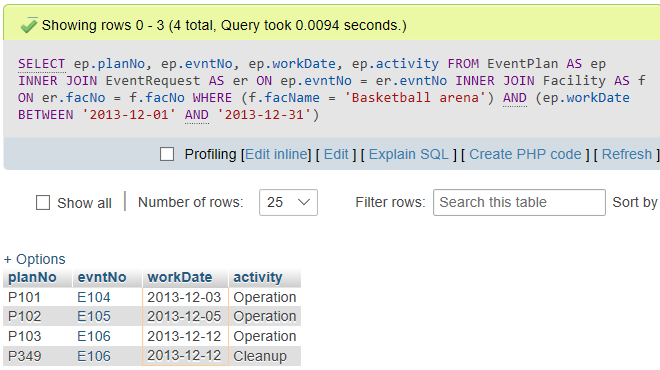 Showing rows 0 - 3 (4 total, Query took 0.0094 seconds.)
SELECT ep.planNo, ep.evntNo, ep.workDate, ep.activity FROM EventPlan AS ep
INNER JOIN EventRequest AS er ON ep.evntNo = er.evntNo INNER JOIN Facility AS f
ON er.facNo = f.facNo WHERE (f.facName = 'Basketball arena') AND (ep.workDate
BETWEEN '2013-12-01' AND '2013-12-31')
Profiling [Edit inline] [ Edit ] [ Explain SQL ] [ Create PHP code ] [ Refresh ]
Show all | Number of rows: 25 Filter rows: Search this table Sort by
+ Options
planNo evntNo workDate activity
P101 E104 2013-12-03 Operation
P102 E105 2013-12-05 Operation
P103 E106 2013-12-12 Operation
P349 E106 2013-12-12 Cleanup